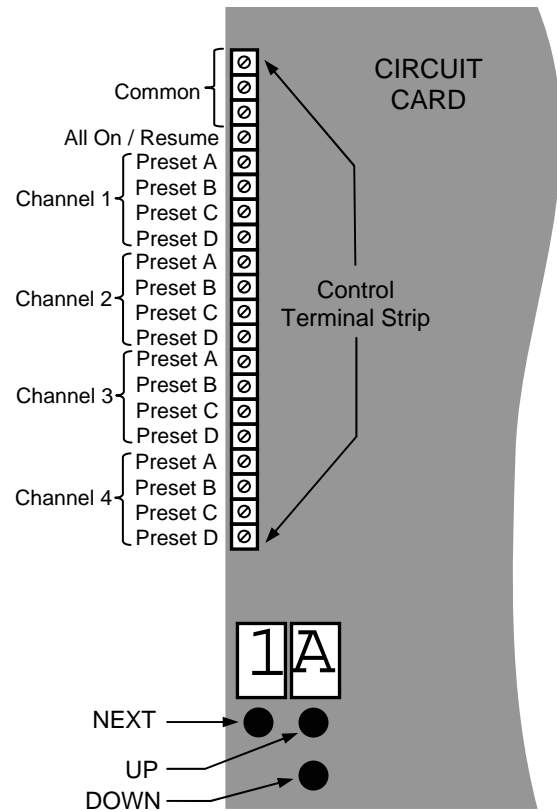 CIRCUIT
CARD
Common
All On / Resume
Channel 1
Preset A
Preset B
Preset C
Preset D
Channel 2
Preset A
Preset B
Preset C
Preset D
Control
Terminal Strip
Channel 3
Preset A
Preset B
Preset C
Preset D
Channel 4
Preset A
Preset B
Preset C
Preset D
1A
NEXT
UP
DOWN